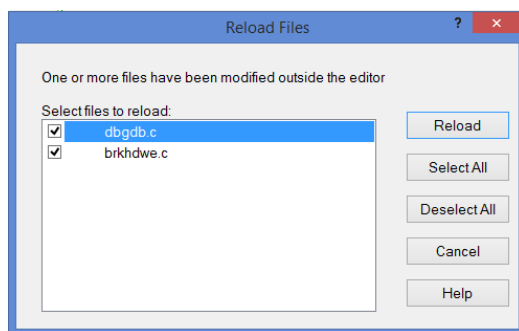 Reload Files
?
One or more files have been modified outside the editor
Select files to reload:
dbgdb.c
brkhdwe.c
Reload
Select All
Deselect All
Cancel
Help